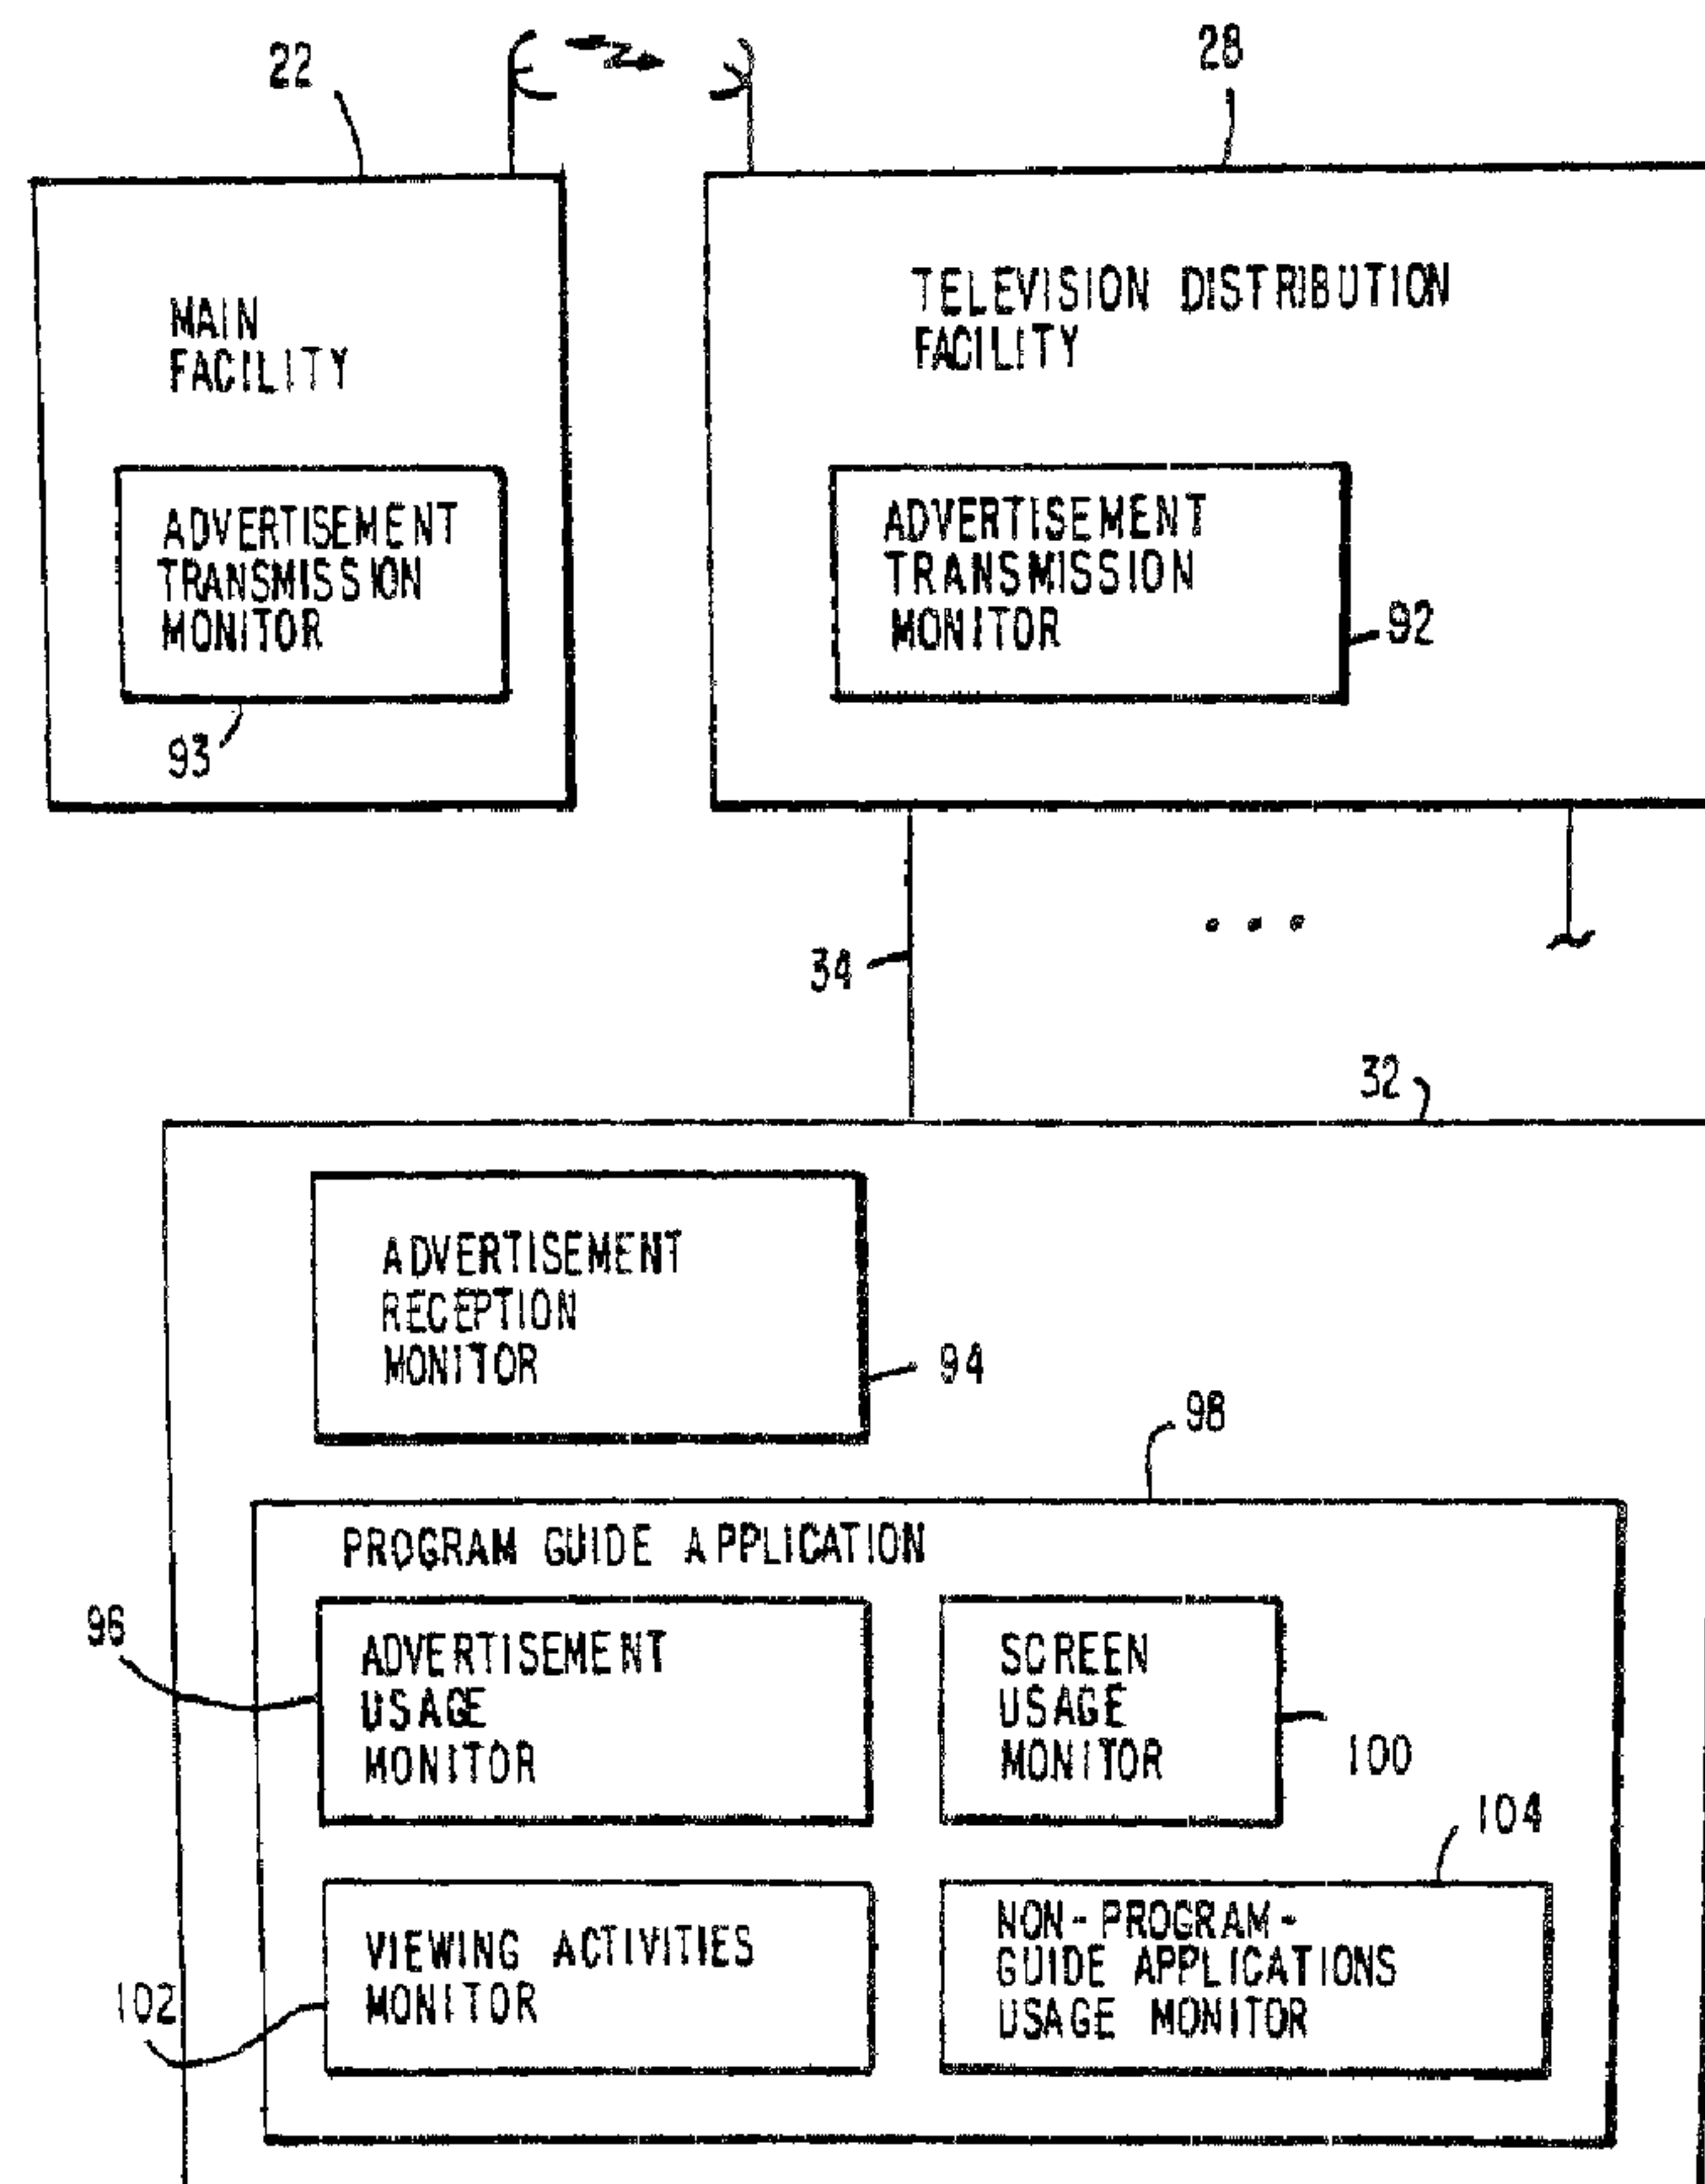 22
28
MAIN
FACILITY
TELEVISION DISTRIBUTION
FACILITY
ADVERTISEMENT
TRANSMISSION
MONITOR
93
ADVERTISEMENT
TRANSMISSION
MONITOR
92
34
32
ADVERTISEMENT
RECEPTION
MONITOR
94
98
PROGRAM GUIDE APPLICATION
96
ADVERTISEMENT
USAGE
MONITOR
SCREEN
USAGE
MONITOR
100
104
VIEWING ACTIVITIES
MONITOR
102
NON-PROGRAM-
GUIDE APPLICATIONS
USAGE MONITOR